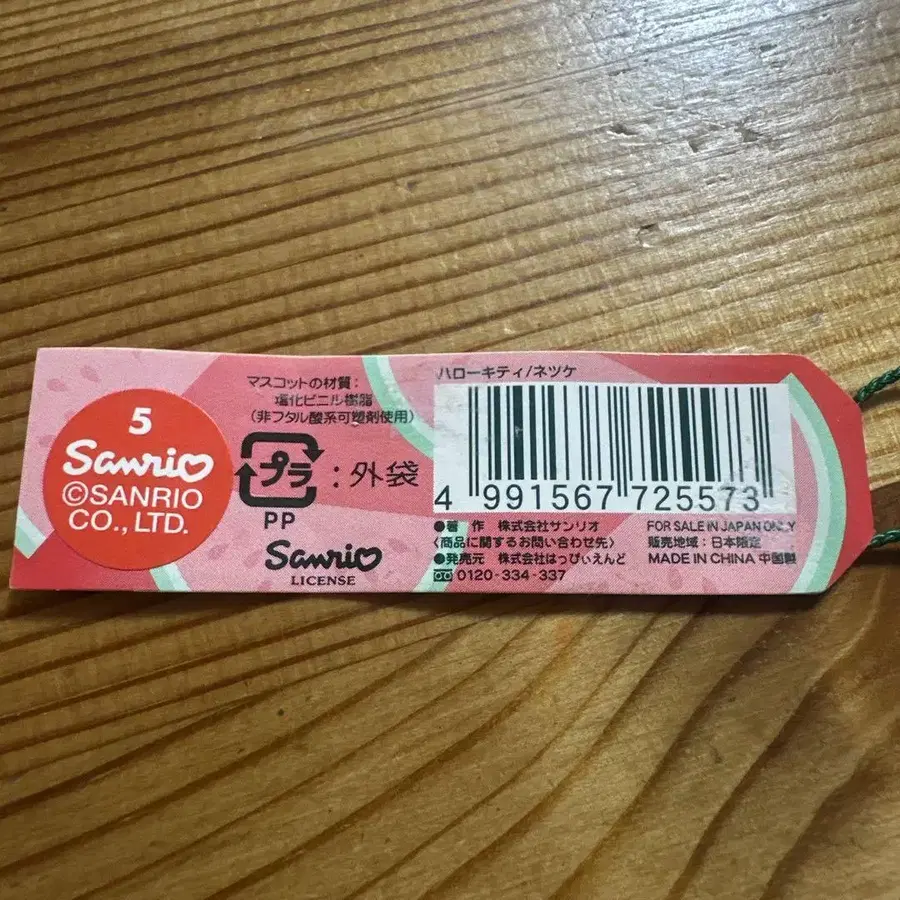 5
Sanrio
©SANRIO
CO.,LTD.
マスコットの材質:
塩化ビニル樹脂
(非フタル酸系可塑剤使用)
プラ:外袋
PP
Sanrio
LICENSE
ハローキティ/ネツケ
4 991567 725573
●著 作 株式会社サンリオ
〈商品に関するお問い合わせ先〉
●発売元 株式会社はっぴぃえんど
0120-334-337
FOR SALE IN JAPAN ONLY
販売地域:日本限定
MADE IN CHINA 中国製